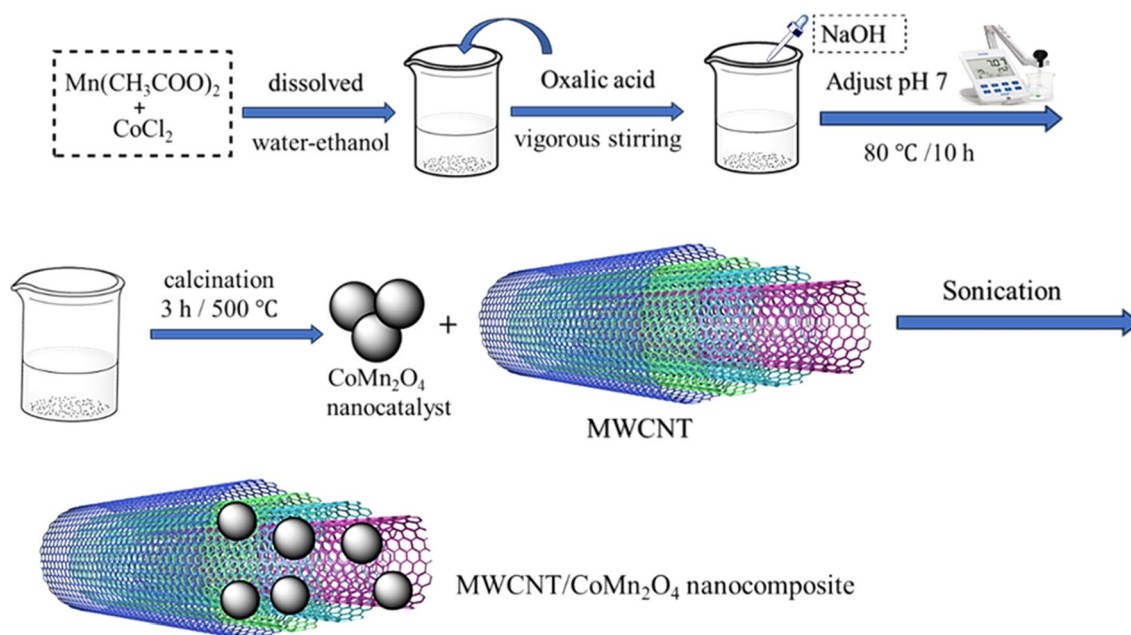 Mn(CH₃COO)₂
+
CoCl₂
dissolved
water-ethanol
Oxalic acid
vigorous stirring
NaOH
Adjust pH 7
80 °C /10 h
calcination
3 h / 500 °C
CoMn₂O₄
nanocatalyst
+
MWCNT
Sonication
MWCNT/CoMn₂O₄ nanocomposite